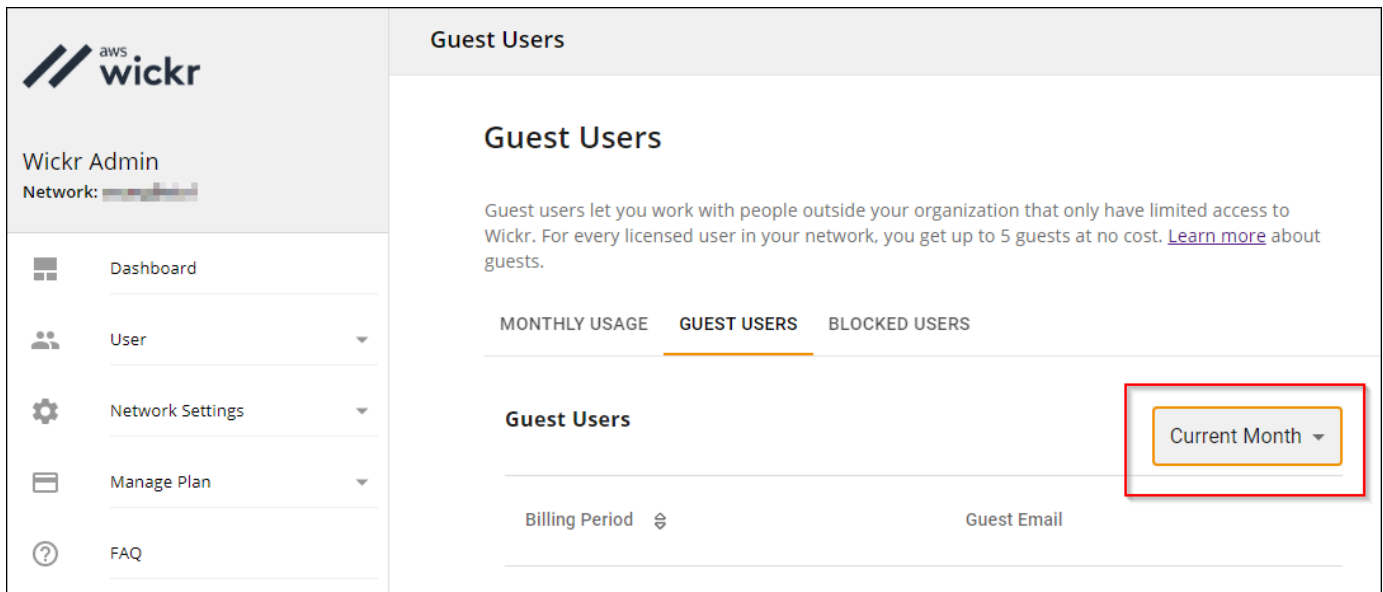 aws
wickr
Wickr Admin
Network:
Dashboard
User
Network Settings
Manage Plan
FAQ
Guest Users
Guest Users
Guest users let you work with people outside your organization that only have limited access to
Wickr. For every licensed user in your network, you get up to 5 guests at no cost. Learn more about
guests.
MONTHLY USAGE GUEST USERS BLOCKED USERS
Guest Users
Current Month
Billing Period Guest Email